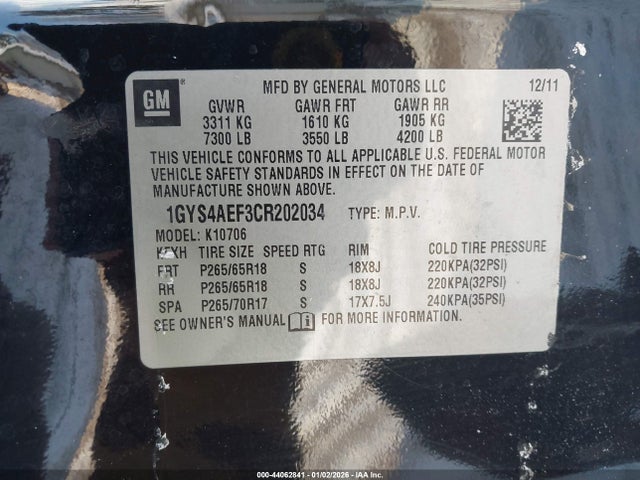 MFD BY GENERAL MOTORS LLC 12/11
GM
GVWR GAWR FRT GAWR RR
3311 KG 1610 KG 1905 KG
7300 LB 3550 LB 4200 LB
THIS VEHICLE CONFORMS TO ALL APPLICABLE U.S. FEDERAL MOTOR
VEHICLE SAFETY STANDARDS IN EFFECT ON THE DATE OF
MANUFACTURE SHOWN ABOVE.
1GYS4AEF3CR202034 TYPE: M.P.V.
MODEL: K10706
KEXH TIRE SIZE SPEED RTG RIM COLD TIRE PRESSURE
FRT P265/65R18 S 18X8J 220KPA(32PSI)
RH P265/65R18 S 18X8J 220KPA(32PSI)
SPA P265/70R17 S 17X7.5J 240KPA(35PSI)
SEE OWNER'S MANUAL FOR MORE INFORMATION.
000-44062841 - 01/02/2026 - IAA Inc.